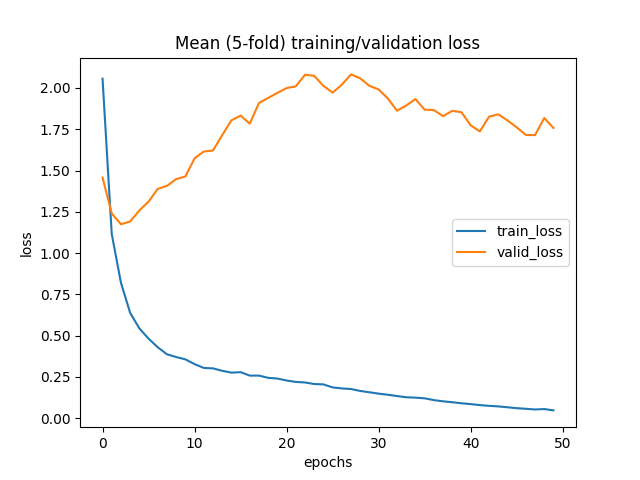 Mean (5-fold) training/validation loss
2.00
1.75
1.50
1.25
1.00
0.75
0.50
0.25
0.00
loss
train_loss
valid_loss
0 10 20 30 40 50
epochs